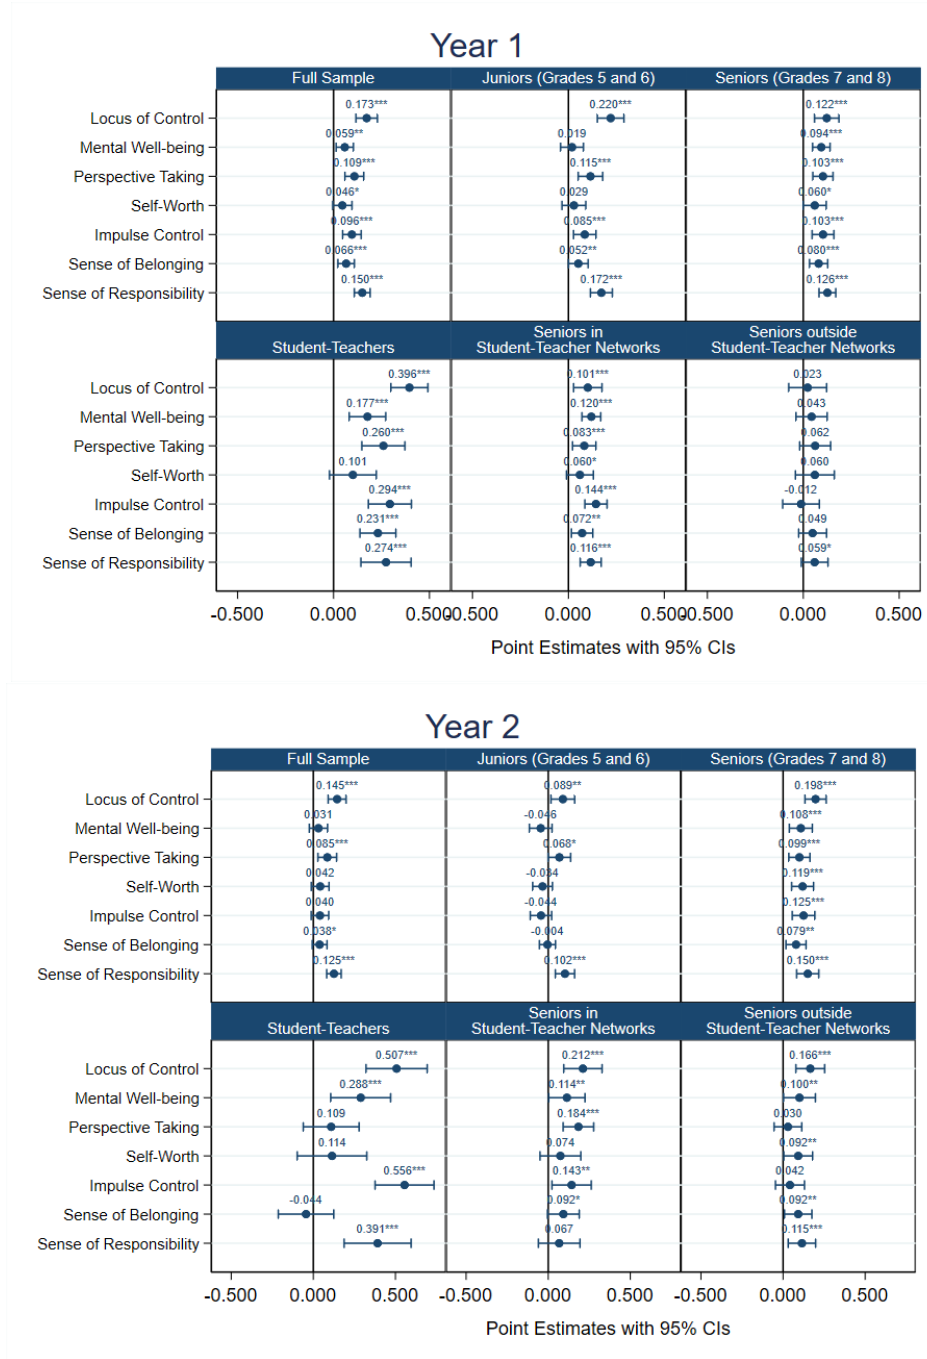 Year 1
Full Sample
Juniors (Grades 5 and 6)
Seniors (Grades 7 and 8)
Locus of Control 0.173*** 0.220*** 0.122***
Mental Well-being 0.059** 0.019 0.094***
Perspective Taking 0.109*** 0.115*** 0.103***
Self-Worth 0.046* 0.029 0.060*
Impulse Control 0.096*** 0.085*** 0.103***
Sense of Belonging 0.066*** 0.052** 0.080***
Sense of Responsibility 0.150*** 0.172*** 0.126***
Student-Teachers
Seniors in
Student-Teacher Networks
Seniors outside
Student-Teacher Networks
Locus of Control 0.396*** 0.101*** 0.023
Mental Well-being 0.177*** 0.120*** 0.043
Perspective Taking 0.260*** 0.083*** 0.062
Self-Worth 0.101 0.060* 0.060
Impulse Control 0.294*** 0.144*** -0.012
Sense of Belonging 0.231*** 0.072** 0.049
Sense of Responsibility 0.274*** 0.116*** 0.059*
-0.500 0.000 0.500 -0.500 0.000 0.500 -0.500 0.000 0.500
Point Estimates with 95% CIs
Year 2
Full Sample
Juniors (Grades 5 and 6)
Seniors (Grades 7 and 8)
Locus of Control 0.145*** 0.089** 0.198***
Mental Well-being 0.031 -0.046 0.108***
Perspective Taking 0.085*** 0.068* 0.099***
Self-Worth 0.042 -0.034 0.119***
Impulse Control 0.040 -0.044 0.125***
Sense of Belonging 0.038* -0.004 0.079**
Sense of Responsibility 0.125*** 0.102*** 0.150***
Student-Teachers
Seniors in
Student-Teacher Networks
Seniors outside
Student-Teacher Networks
Locus of Control 0.507*** 0.212*** 0.166***
Mental Well-being 0.288*** 0.114** 0.100**
Perspective Taking 0.109 0.184*** 0.030
Self-Worth 0.114 0.074 0.092**
Impulse Control 0.556*** 0.143** 0.042
Sense of Belonging -0.044 0.092* 0.092**
Sense of Responsibility 0.391*** 0.067 0.115***
-0.500 0.000 0.500 -0.500 0.000 0.500 -0.500 0.000 0.500
Point Estimates with 95% CIs